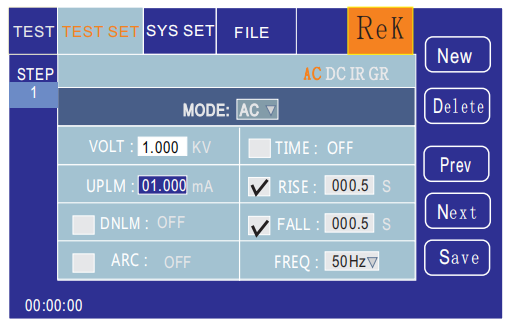 TEST TEST SET SYS SET FILE ReK
STEP
1
AC DC IR GR
MODE: AC
VOLT : 1.000 KV
TIME : OFF
UPLM : 01.000 mA
RISE : 000.5 S
DNLM : OFF
FALL : 000.5 S
ARC : OFF
FREQ : 50Hz
New
Delete
Prev
Next
Save
00:00:00